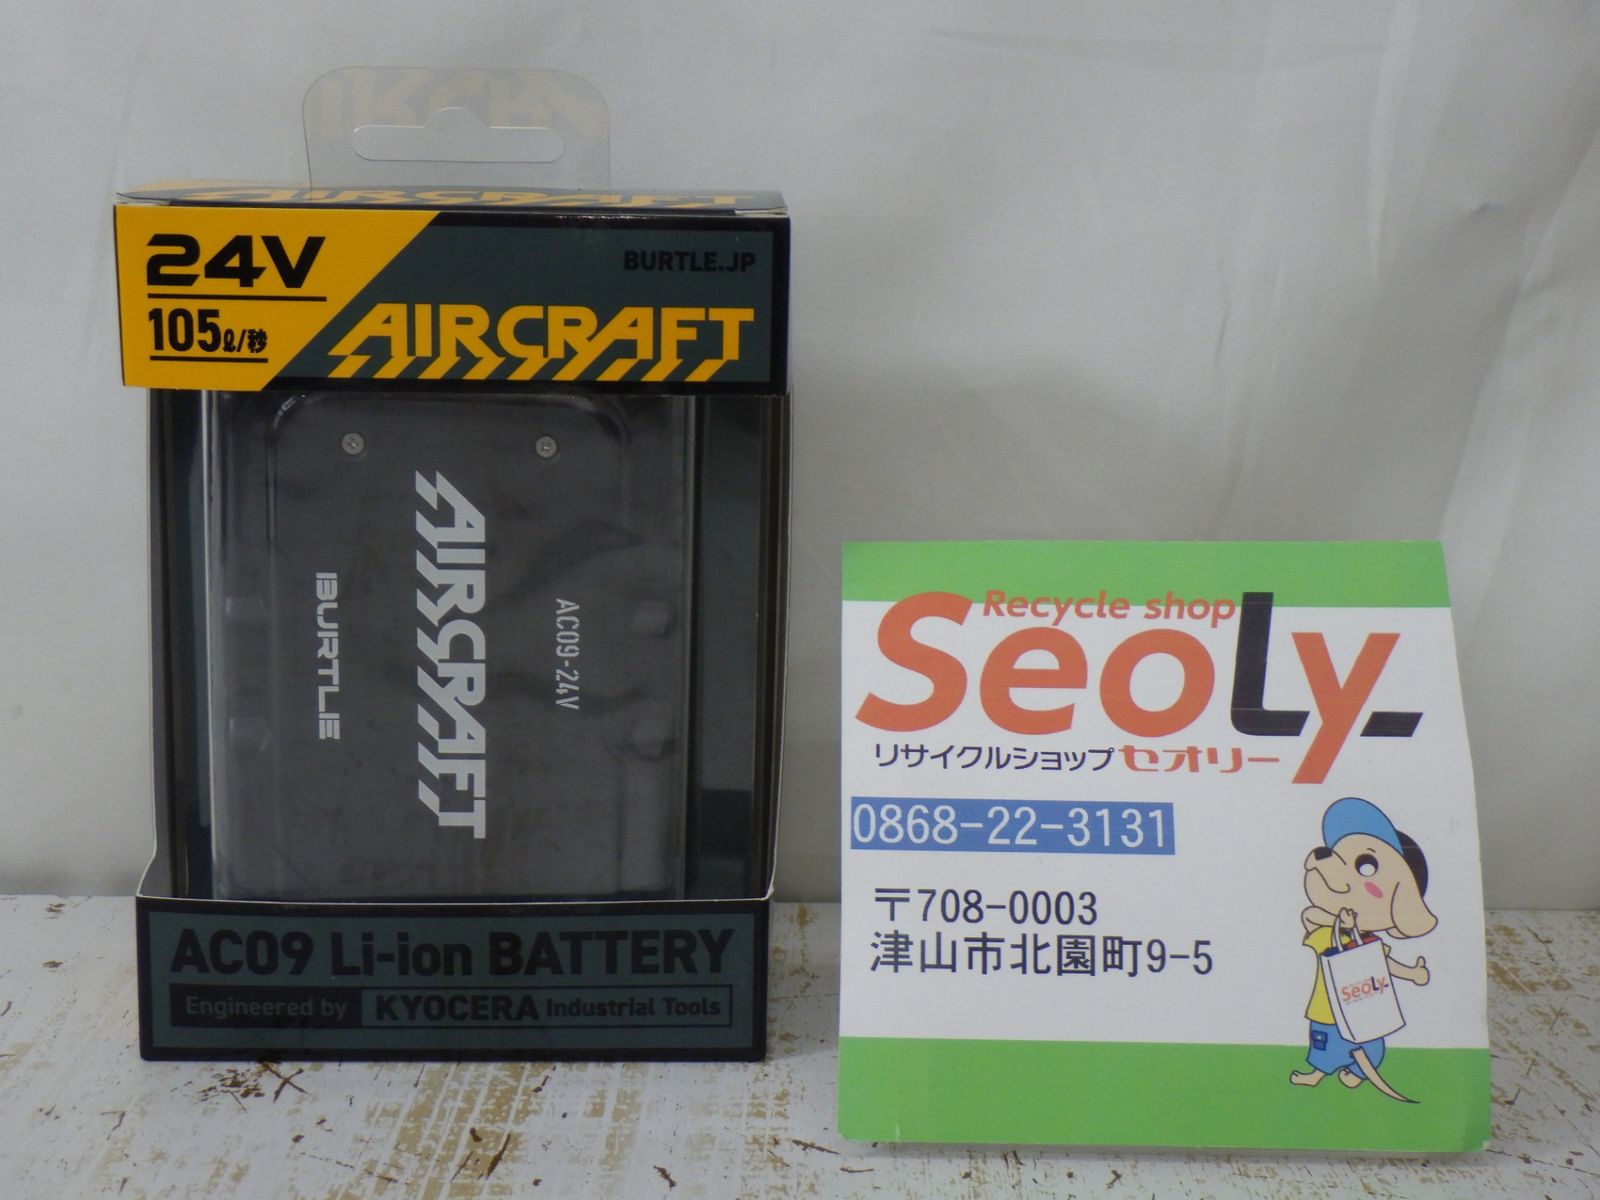 24V
105ℓ/秒
BURTLE.JP
AIRCRAFT
AIRCRAFT
AC09-24V
AIRCRAFT
BURTLE
AC09 Li-ion BATTERY
Engineered by KYOCERA Industrial Tools
Recycle shop
SeoLy
リサイクルショップ セオリー
0868-22-3131
〒708-0003
津山市北園町9-5
SeoLy